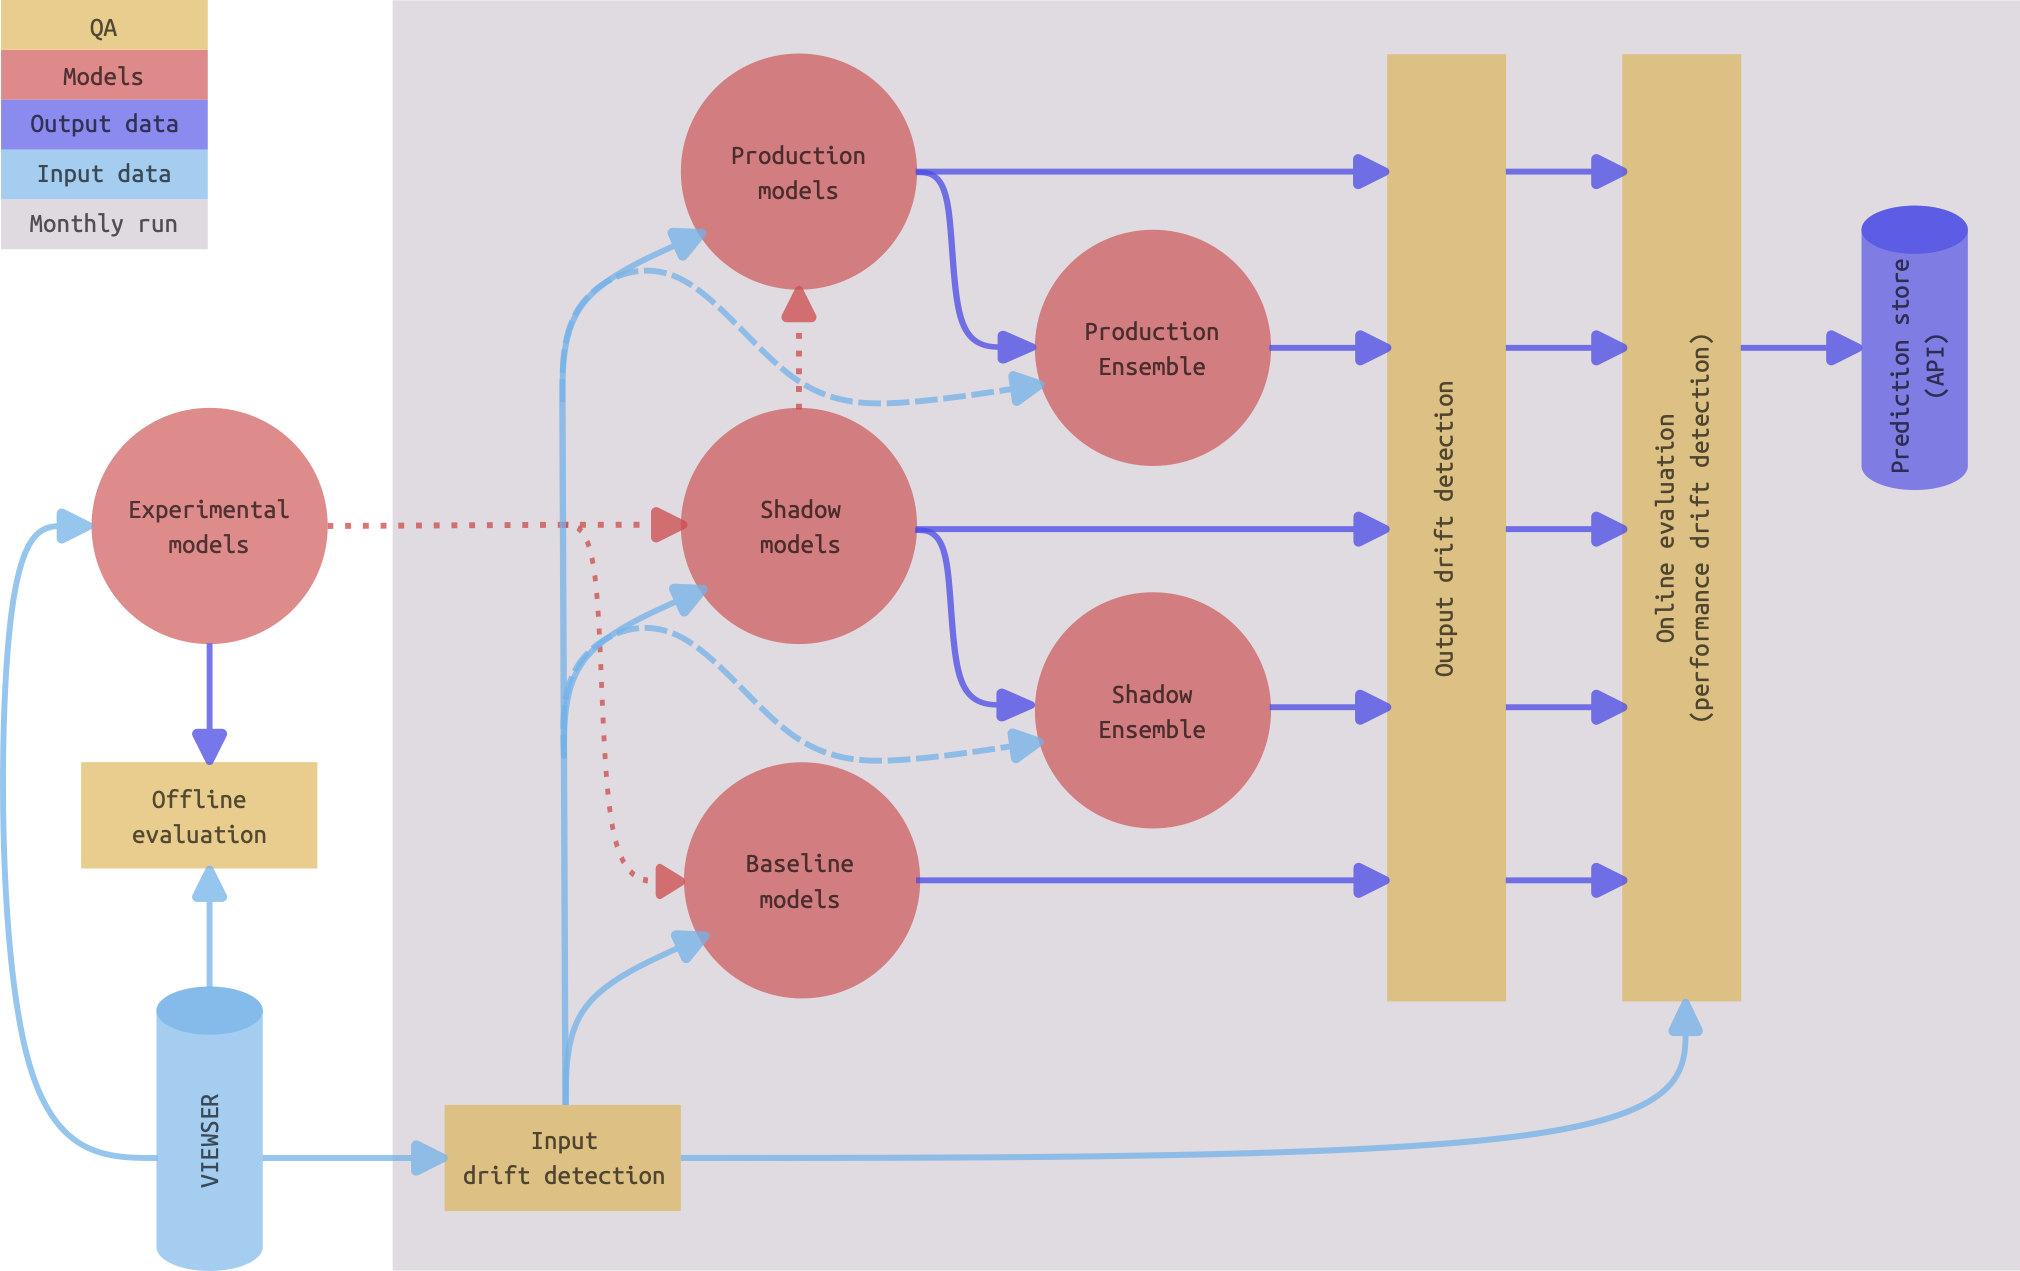 QA
Models
Output data
Input data
Monthly run
Production
models
Production
Ensemble
Experimental
models
Shadow
models
Shadow
Ensemble
Offline
evaluation
Baseline
models
VIEWSER
Input
drift detection
Output drift detection
Online evaluation
(performance drift detection)
Prediction store
(API)